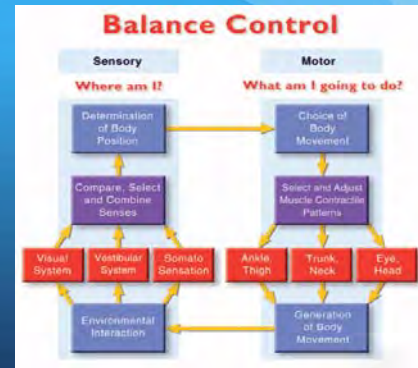 Balance Control
Sensory
Motor
Where am I?
What am I going to do?
Determination
of Body
Position
Choice of
Body
Movement
Compare, Select
and Combine
Senses
Select and Adjust
Muscle Contractile
Patterns
Visual
System
Vestibular
System
Somato
Sensation
Ankle,
Thigh
Trunk,
Neck
Eye,
Head
Environmental
Interaction
Generation
of Body
Movement